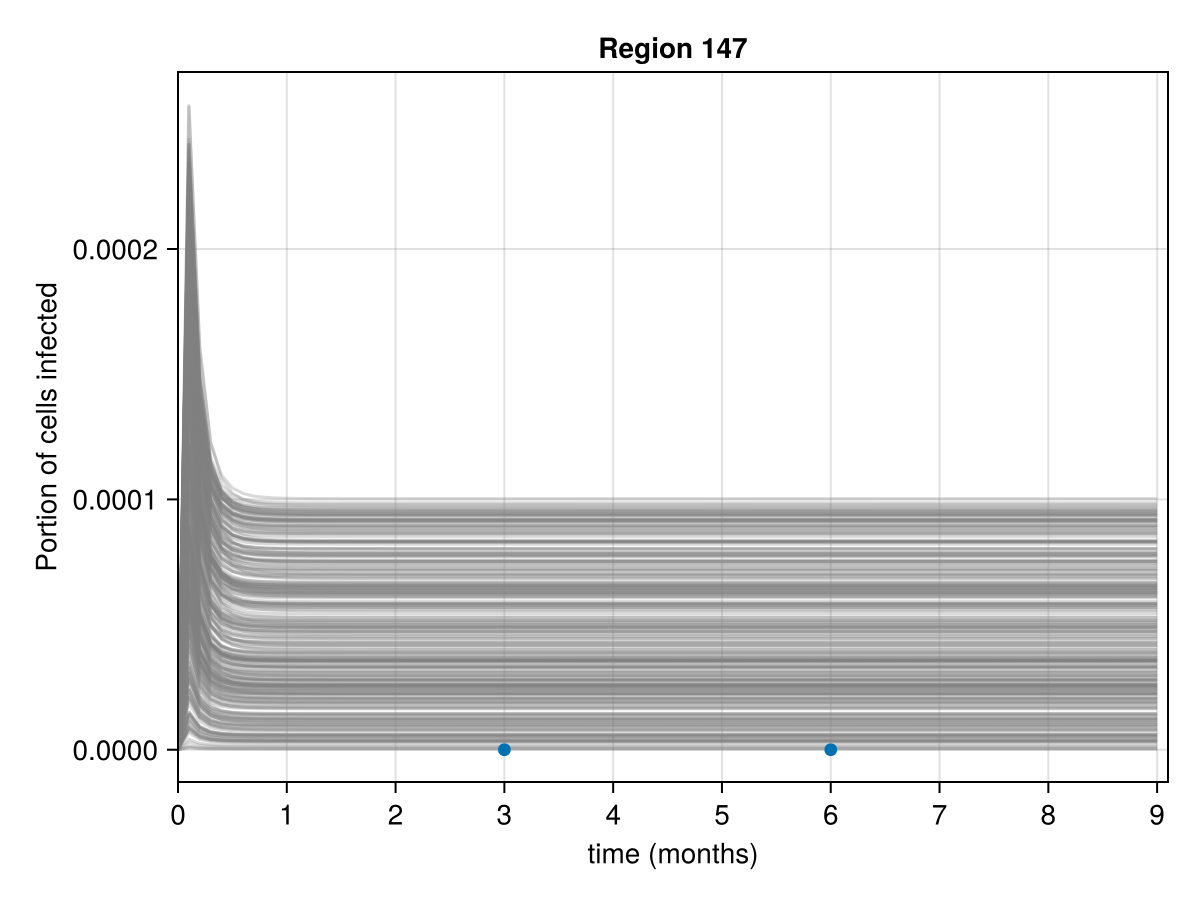 Region 147
Portion of cells infected
0.0002
0.0001
0.0000
0 1 2 3 4 5 6 7 8 9
time (months)